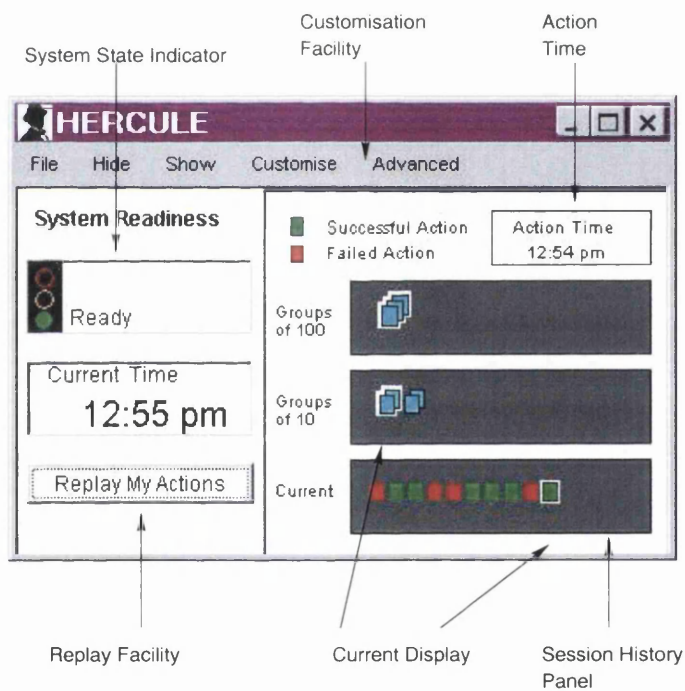 System State Indicator
Customisation
Facility
Action
Time
HERCULE
File Hide Show Customise Advanced
System Readiness
Ready
Current Time
12:55 pm
Replay My Actions
Successful Action
Failed Action
Action Time
12:54 pm
Groups
of 100
Groups
of 10
Current
Replay Facility
Current Display
Session History
Panel